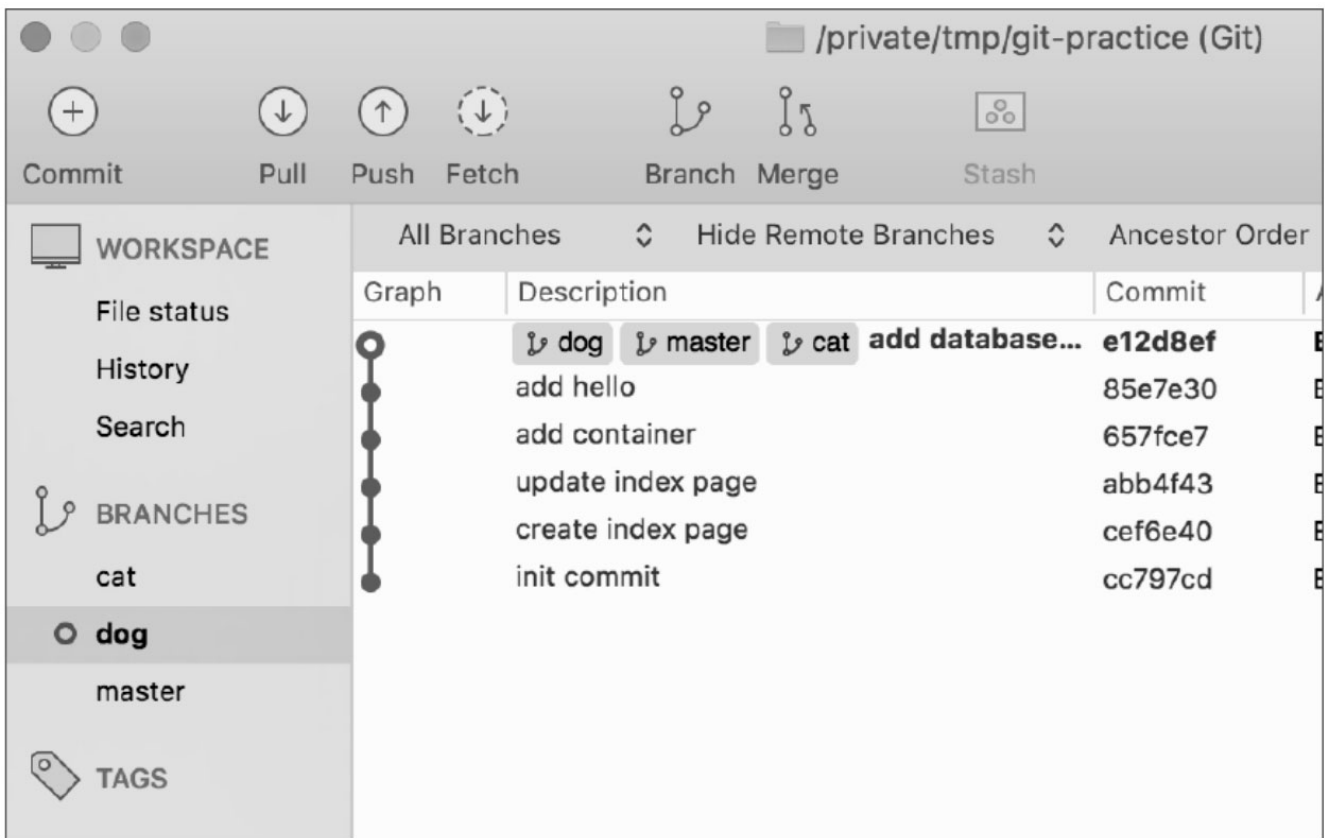 /private/tmp/git-practice (Git)
Commit Pull Push Fetch Branch Merge Stash
WORKSPACE
File status
History
Search
BRANCHES
cat
dog
master
TAGS
All Branches Hide Remote Branches Ancestor Order
Graph Description Commit
dog master cat add database... e12d8ef
add hello 85e7e30
add container 657fce7
update index page abb4f43
create index page cef6e40
init commit cc797cd